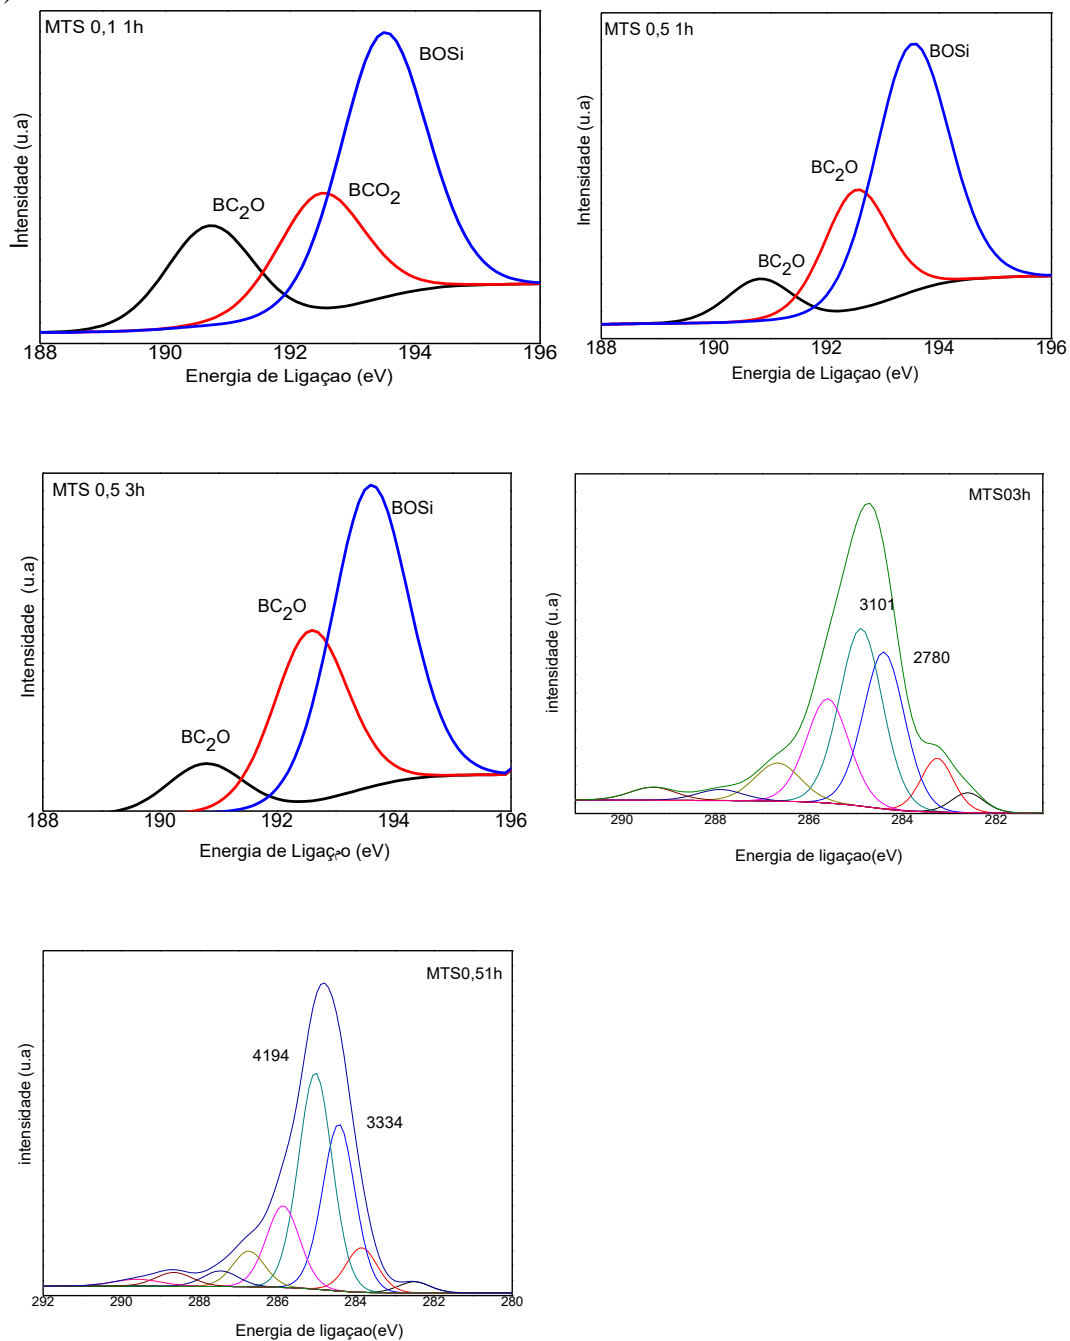 )
MTS 0,1 1h
BOSi
BC2O
BCO2
Intensidade (u.a)
188 190 192 194 196
Energia de Ligaçao (eV)
MTS 0,5 1h
BOSi
BC2O
BC2O
Intensidade (u.a)
188 190 192 194 196
Energia de Ligaçao (eV)
MTS 0,5 3h
BOSi
BC2O
BC2O
Intensidade (u.a)
188 190 192 194 196
Energia de Ligaç o (eV)
MTS03h
3101
2780
intensidade (u.a)
290 288 286 284 282
Energia de ligaçao(eV)
MTS0,51h
4194
3334
intensidade (u.a)
292 290 288 286 284 282 280
Energia de ligaçao(eV)